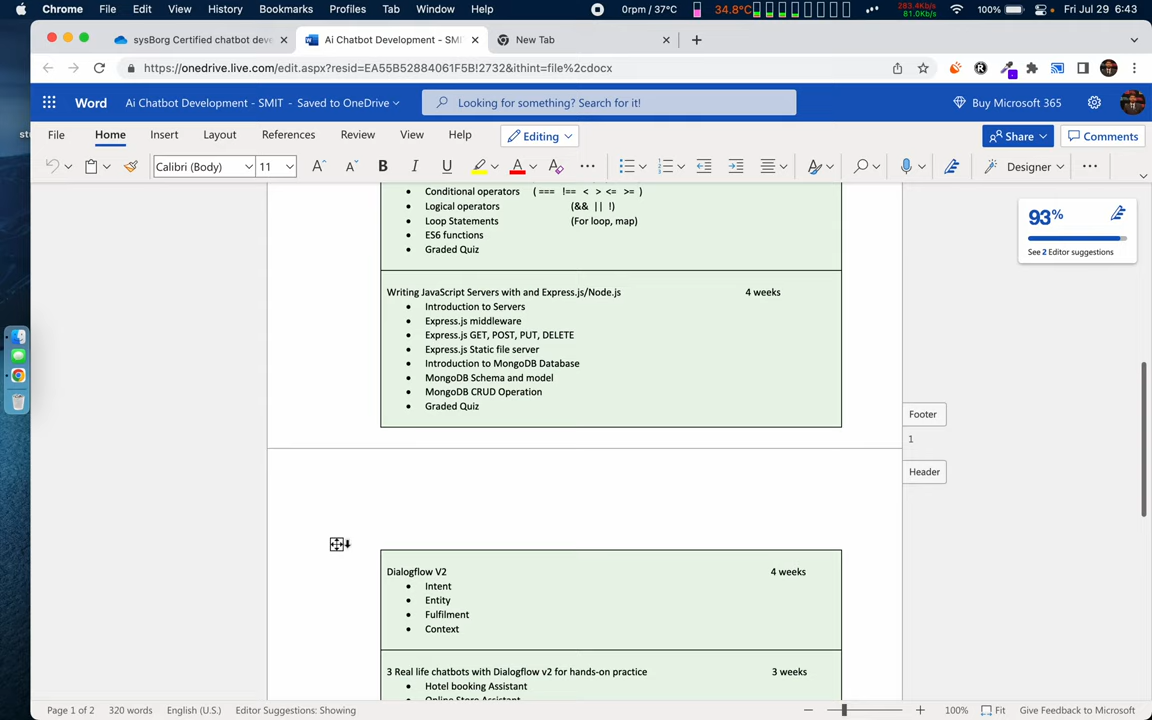 Chrome File Edit View History Bookmarks Profiles Tab Window Help 0rpm / 37°C 34.8°C 283.4Kb/s 81.0Kb/s 100% Fri Jul 29 6:43
sysBorg Certified chatbot deve Ai Chatbot Development - SMI New Tab
https://onedrive.live.com/edit.aspx?resid=EA55B52884061F5B!2732&ithint=file%2cdocx
Word Ai Chatbot Development - SMIT - Saved to OneDrive Looking for something? Search for it! Buy Microsoft 365
File Home Insert Layout References Review View Help Editing Share Comments
Calibri (Body) 11 Designer
Conditional operators ( === !== < > <= >= )
Logical operators (&& || !)
Loop Statements (For loop, map)
ES6 functions
Graded Quiz
93%
See 2 Editor suggestions
Writing JavaScript Servers with and Express.js/Node.js 4 weeks
Introduction to Servers
Express.js middleware
Express.js GET, POST, PUT, DELETE
Express.js Static file server
Introduction to MongoDB Database
MongoDB Schema and model
MongoDB CRUD Operation
Graded Quiz
Footer
1
Header
Dialogflow V2 4 weeks
Intent
Entity
Fulfilment
Context
3 Real life chatbots with Dialogflow v2 for hands-on practice 3 weeks
Hotel booking Assistant
Online Store Assistant
Page 1 of 2 320 words English (U.S.) Editor Suggestions: Showing 100% Fit Give Feedback to Microsoft